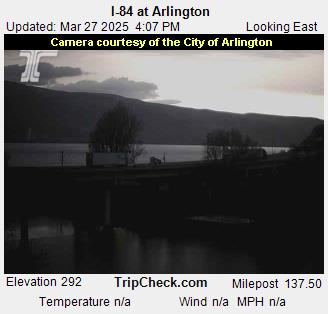 I-84 at Arlington
Updated: Mar 27 2025 4:07 PM Looking East
Camera courtesy of the City of Arlington
Elevation 292 TripCheck.com Milepost 137.50
Temperature n/a Wind n/a MPH n/a